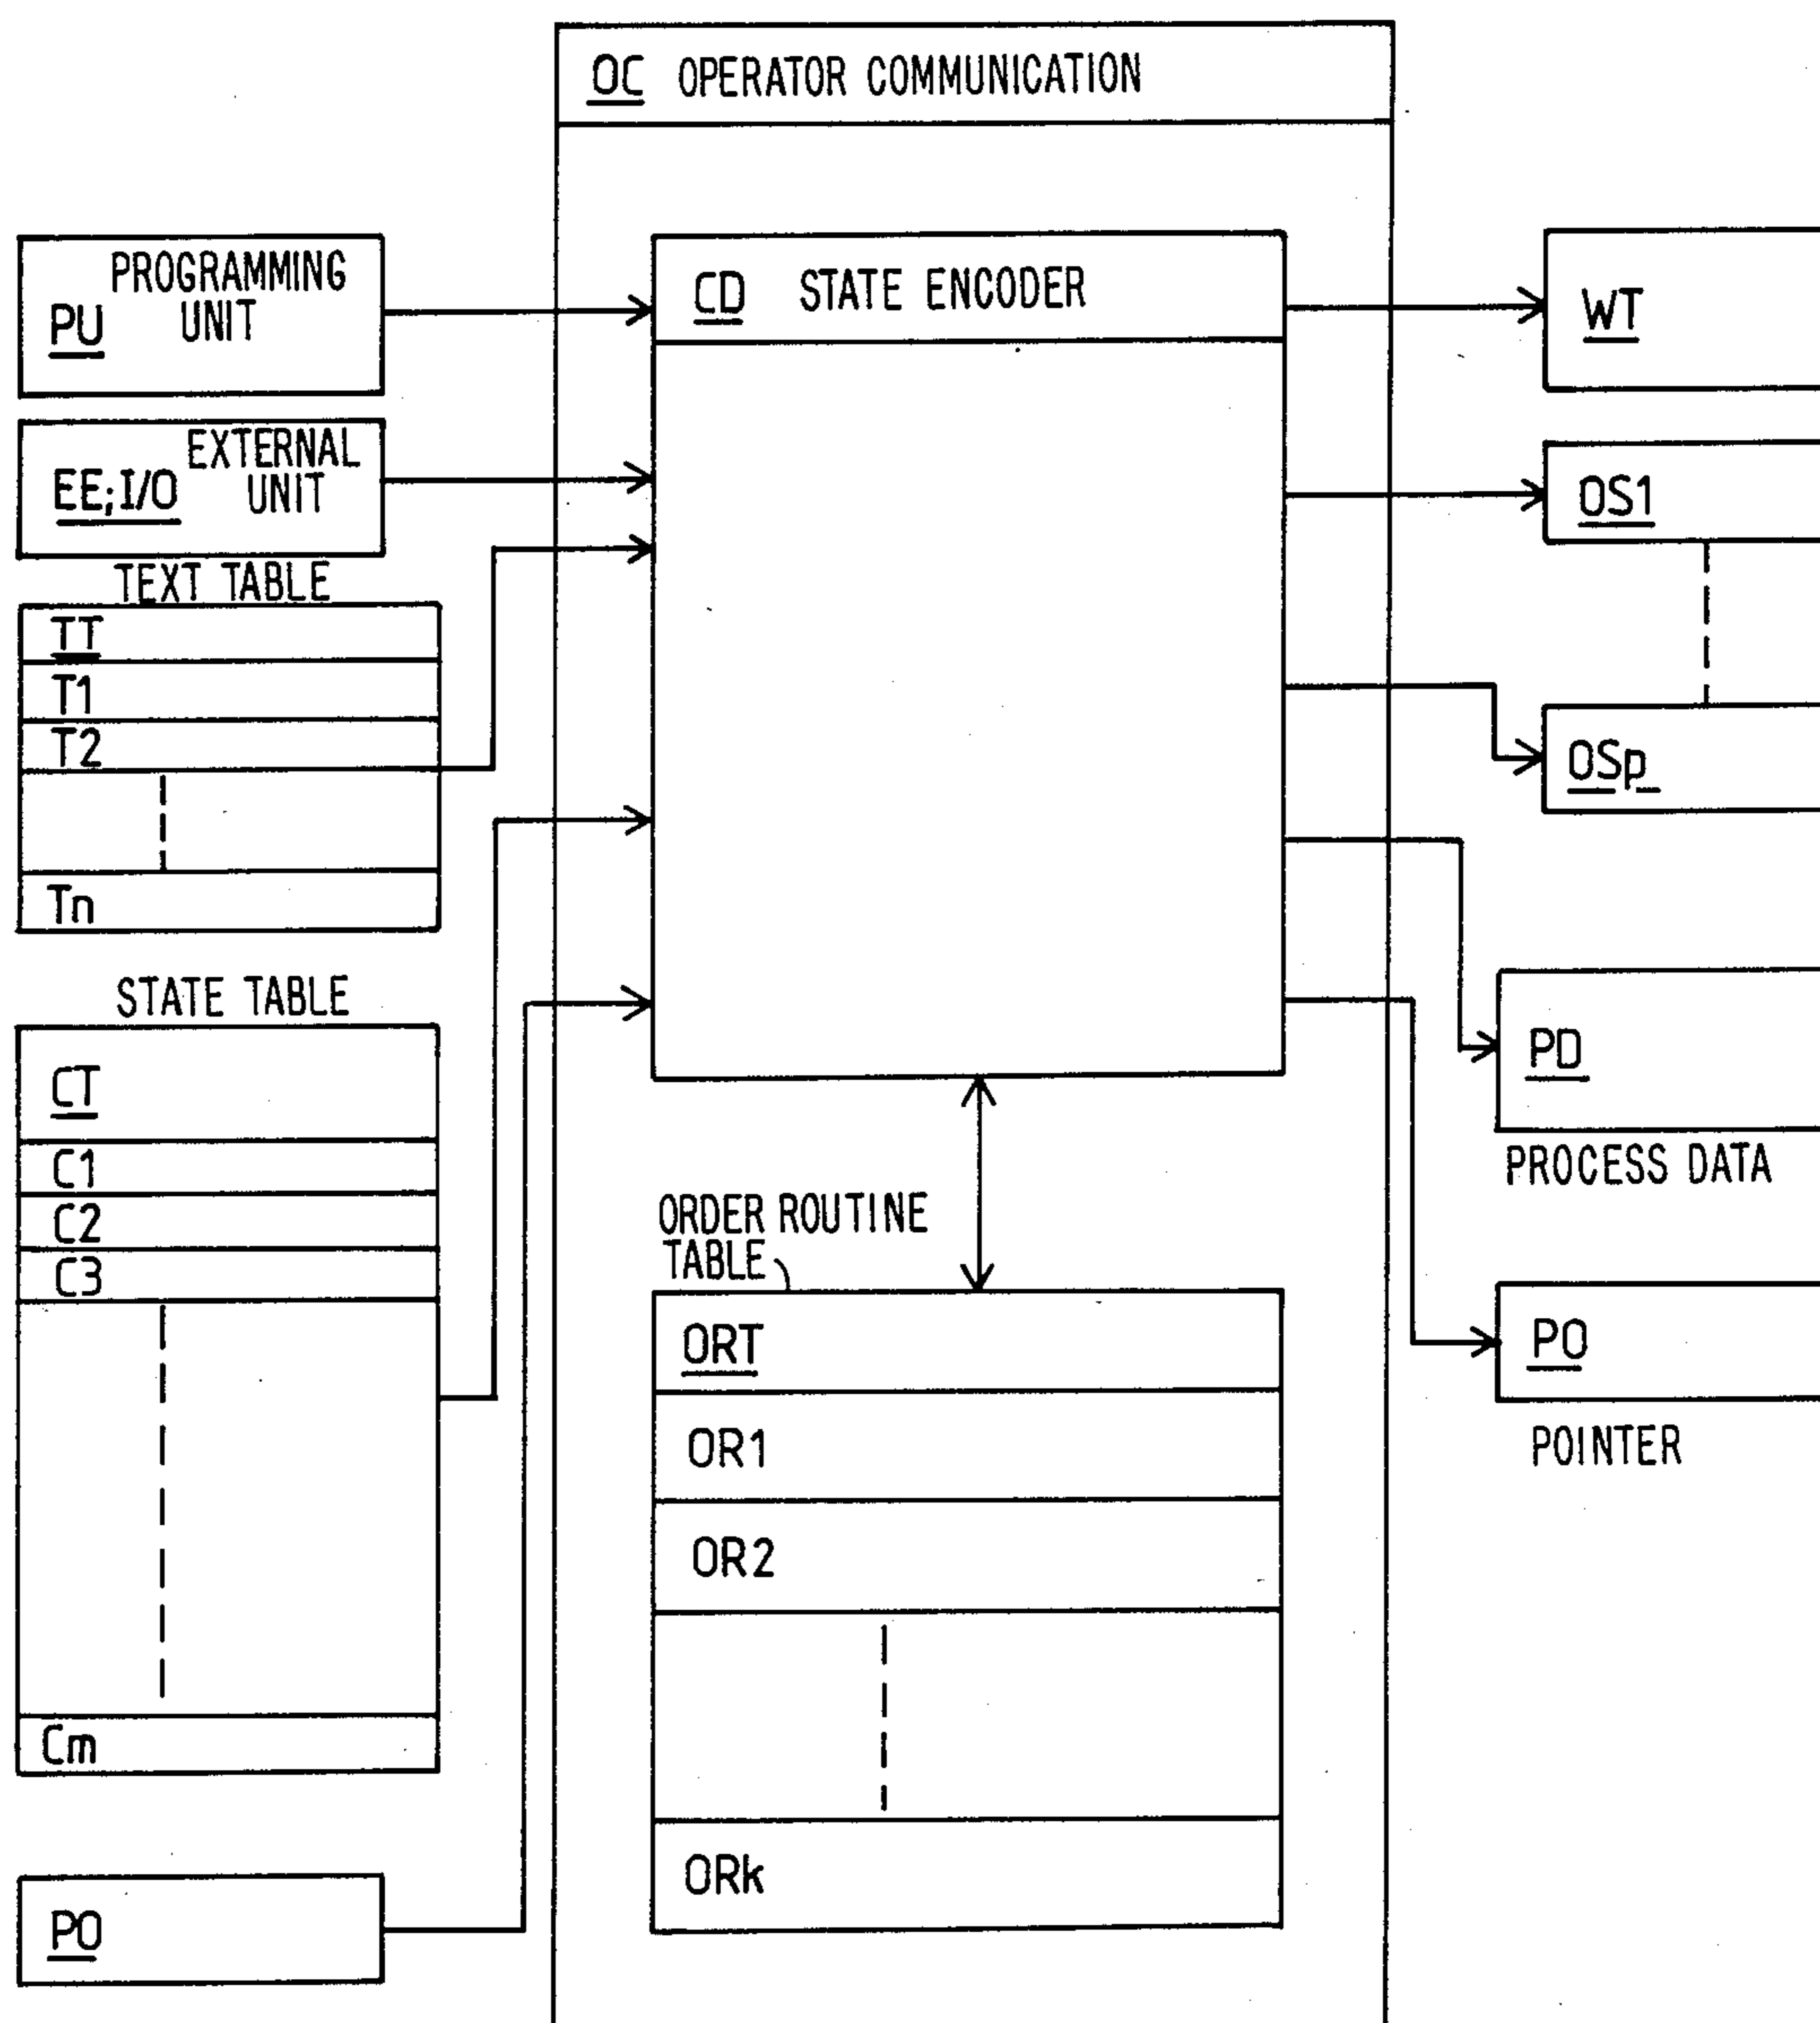 OC OPERATOR COMMUNICATION
PROGRAMMING
PU UNIT
CD STATE ENCODER
WT
EXTERNAL
EE;I/O UNIT
OS1
TEXT TABLE
TT
T1
T2
Tn
OSp
STATE TABLE
CT
C1
C2
C3
Cm
PD
PROCESS DATA
ORDER ROUTINE
TABLE
ORT
OR1
OR2
ORk
PO
POINTER
PO